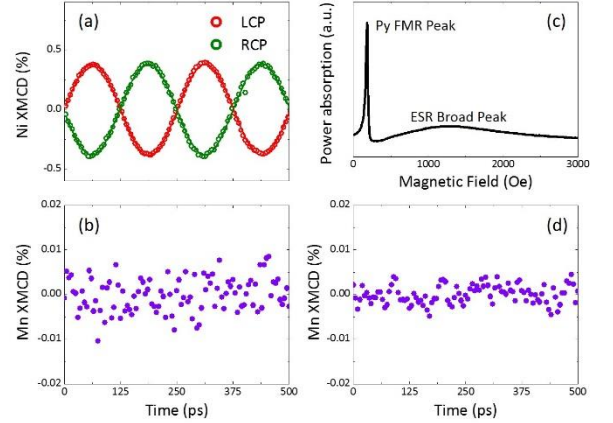 (a)
LCP
RCP
Ni XMCD (%)
0.5
0.0
-0.5
(c)
Power absorption (a.u.)
Py FMR Peak
ESR Broad Peak
0
1000
2000
3000
Magnetic Field (Oe)
(b)
Mn XMCD (%)
0.02
0.01
0.00
-0.01
-0.02
0
125
250
375
500
Time (ps)
(d)
Mn XMCD (%)
0.02
0.01
0.00
-0.01
-0.02
0
125
250
375
500
Time (ps)